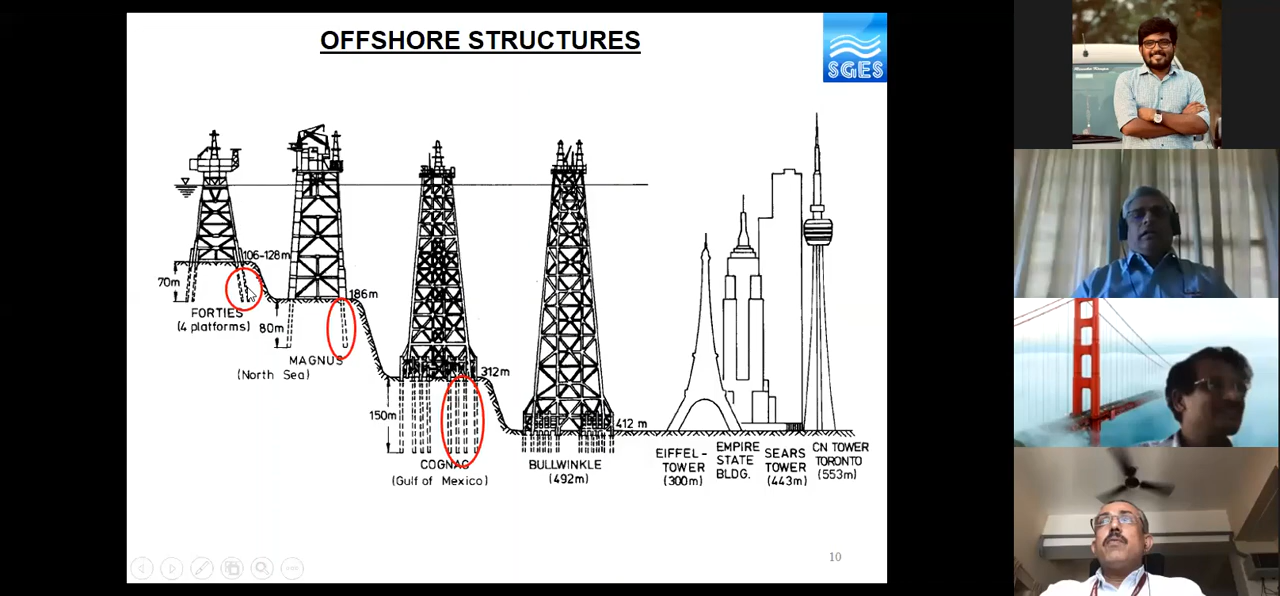 OFFSHORE STRUCTURES
SGES
106-128m
70m
FORTIES
(4 platforms)
186m
80m
MAGNUS
(North Sea)
312m
150m
COGNAC
(Gulf of Mexico)
412 m
BULLWINKLE
(492m)
EIFFEL-
TOWER
(300m)
EMPIRE
STATE
BLDG.
SEARS
TOWER
(443m)
CN TOWER
TORONTO
(553m)
10